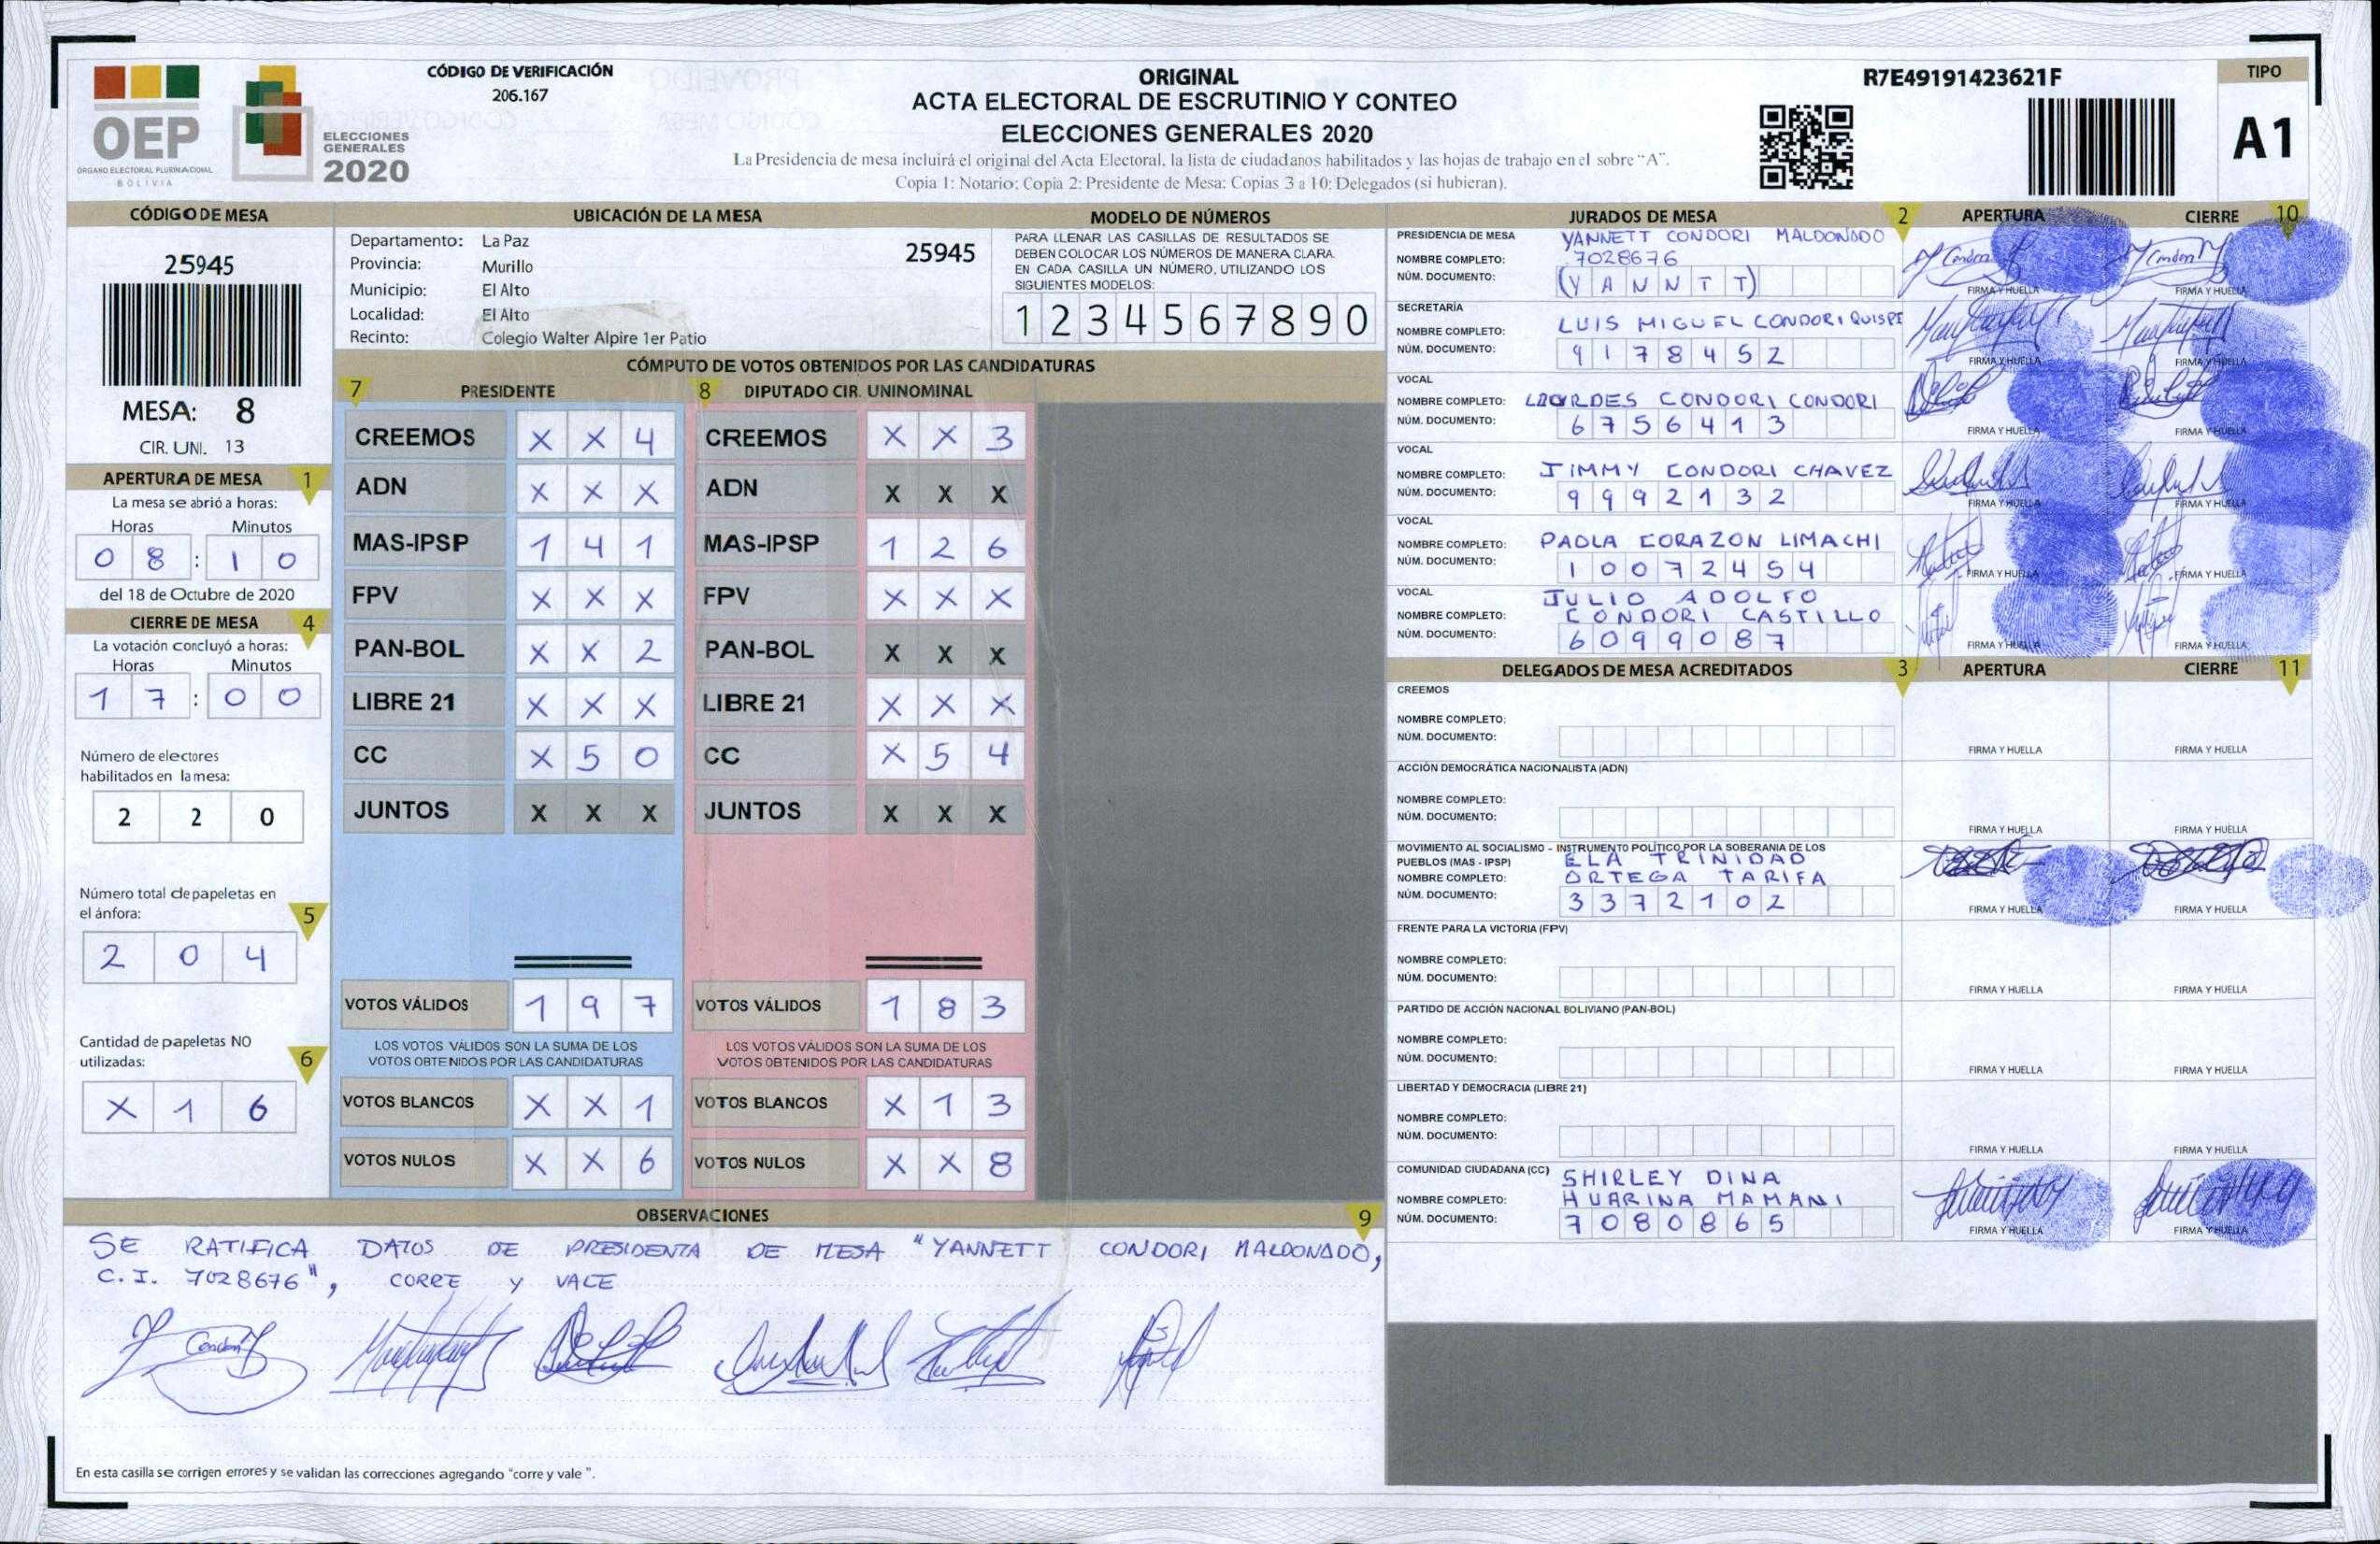 OEP
ÓRGANO ELECTORAL PLURINACIONAL
BOLIVIA
ELECCIONES
GENERALES
2020
CÓDIGO DE VERIFICACIÓN
206.167
ORIGINAL
ACTA ELECTORAL DE ESCRUTINIO Y CONTEO
ELECCIONES GENERALES 2020
La Presidencia de mesa incluirá el original del Acta Electoral, la lista de ciudadanos habilitados y las hojas de trabajo en el sobre "A".
Copia 1: Notario; Copia 2: Presidente de Mesa; Copias 3 a 10: Delegados (si hubieran).
R7E49191423621F
TIPO
A1
CÓDIGO DE MESA
25945
MESA: 8
CIR. UNI. 13
APERTURA DE MESA 1
La mesa se abrió a horas:
Horas Minutos
0 8 : 1 0
del 18 de Octubre de 2020
CIERRE DE MESA 4
La votación concluyó a horas:
Horas Minutos
1 7 : 0 0
Número de electores
habilitados en la mesa:
2 2 0
Número total de papeletas en
el ánfora: 5
2 0 4
Cantidad de papeletas NO
utilizadas: 6
X 1 6
UBICACIÓN DE LA MESA
Departamento: La Paz
Provincia: Murillo
Municipio: El Alto
Localidad: El Alto
Recinto: Colegio Walter Alpire 1er Patio
25945
MODELO DE NÚMEROS
PARA LLENAR LAS CASILLAS DE RESULTADOS SE
DEBEN COLOCAR LOS NÚMEROS DE MANERA CLARA.
EN CADA CASILLA UN NÚMERO, UTILIZANDO LOS
SIGUIENTES MODELOS:
1 2 3 4 5 6 7 8 9 0
CÓMPUTO DE VOTOS OBTENIDOS POR LAS CANDIDATURAS
7 PRESIDENTE
CREEMOS X X 4
ADN X X X
MAS-IPSP 1 4 1
FPV X X X
PAN-BOL X X 2
LIBRE 21 X X X
CC X 5 0
JUNTOS X X X
VOTOS VÁLIDOS 1 9 7
LOS VOTOS VÁLIDOS SON LA SUMA DE LOS
VOTOS OBTENIDOS POR LAS CANDIDATURAS
VOTOS BLANCOS X X 1
VOTOS NULOS X X 6
8 DIPUTADO CIR. UNINOMINAL
CREEMOS X X 3
ADN X X X
MAS-IPSP 1 2 6
FPV X X X
PAN-BOL X X X
LIBRE 21 X X X
CC X 5 4
JUNTOS X X X
VOTOS VÁLIDOS 1 8 3
LOS VOTOS VÁLIDOS SON LA SUMA DE LOS
VOTOS OBTENIDOS POR LAS CANDIDATURAS
VOTOS BLANCOS X 1 3
VOTOS NULOS X X 8
OBSERVACIONES 9
SE RATIFICA DATOS DE PRESIDENTA DE MESA "YANNETT CONDORI MALDONADO,
C.I. 7028676", CORRE Y VALE
En esta casilla se corrigen errores y se validan las correcciones agregando "corre y vale ".
JURADOS DE MESA 2 APERTURA CIERRE 10
PRESIDENCIA DE MESA YANNETT CONDORI MALDONADO
NOMBRE COMPLETO: 7028676
NÚM. DOCUMENTO: (Y A N N T T)
FIRMA Y HUELLA FIRMA Y HUELLA
SECRETARÍA
NOMBRE COMPLETO: LUIS MIGUEL CONDORI QUISPE
NÚM. DOCUMENTO: 9 1 7 8 4 5 2
FIRMA Y HUELLA FIRMA Y HUELLA
VOCAL
NOMBRE COMPLETO: LOURDES CONDORI CONDORI
NÚM. DOCUMENTO: 6 7 5 6 4 1 3
FIRMA Y HUELLA FIRMA Y HUELLA
VOCAL
NOMBRE COMPLETO: JIMMY CONDORI CHAVEZ
NÚM. DOCUMENTO: 9 9 9 2 1 3 2
FIRMA Y HUELLA FIRMA Y HUELLA
VOCAL
NOMBRE COMPLETO: PAOLA CORAZON LIMACHI
NÚM. DOCUMENTO: 1 0 0 7 2 4 5 4
FIRMA Y HUELLA FIRMA Y HUELLA
VOCAL JULIO ADOLFO
NOMBRE COMPLETO: CONDORI CASTILLO
NÚM. DOCUMENTO: 6 0 9 9 0 8 7
FIRMA Y HUELLA FIRMA Y HUELLA
DELEGADOS DE MESA ACREDITADOS 3 APERTURA CIERRE 11
CREEMOS
NOMBRE COMPLETO:
NÚM. DOCUMENTO:
FIRMA Y HUELLA FIRMA Y HUELLA
ACCIÓN DEMOCRÁTICA NACIONALISTA (ADN)
NOMBRE COMPLETO:
NÚM. DOCUMENTO:
FIRMA Y HUELLA FIRMA Y HUELLA
MOVIMIENTO AL SOCIALISMO - INSTRUMENTO POLÍTICO POR LA SOBERANIA DE LOS
PUEBLOS (MAS - IPSP) ELA TRINIDAD
NOMBRE COMPLETO: ORTEGA TARIFA
NÚM. DOCUMENTO: 3 3 7 2 1 0 2
FIRMA Y HUELLA FIRMA Y HUELLA
FRENTE PARA LA VICTORIA (FPV)
NOMBRE COMPLETO:
NÚM. DOCUMENTO:
FIRMA Y HUELLA FIRMA Y HUELLA
PARTIDO DE ACCIÓN NACIONAL BOLIVIANO (PAN-BOL)
NOMBRE COMPLETO:
NÚM. DOCUMENTO:
FIRMA Y HUELLA FIRMA Y HUELLA
LIBERTAD Y DEMOCRACIA (LIBRE 21)
NOMBRE COMPLETO:
NÚM. DOCUMENTO:
FIRMA Y HUELLA FIRMA Y HUELLA
COMUNIDAD CIUDADANA (CC) SHIRLEY DINA
NOMBRE COMPLETO: HUARINA MAMANI
NÚM. DOCUMENTO: 7 0 8 0 8 6 5
FIRMA Y HUELLA FIRMA Y HUELLA